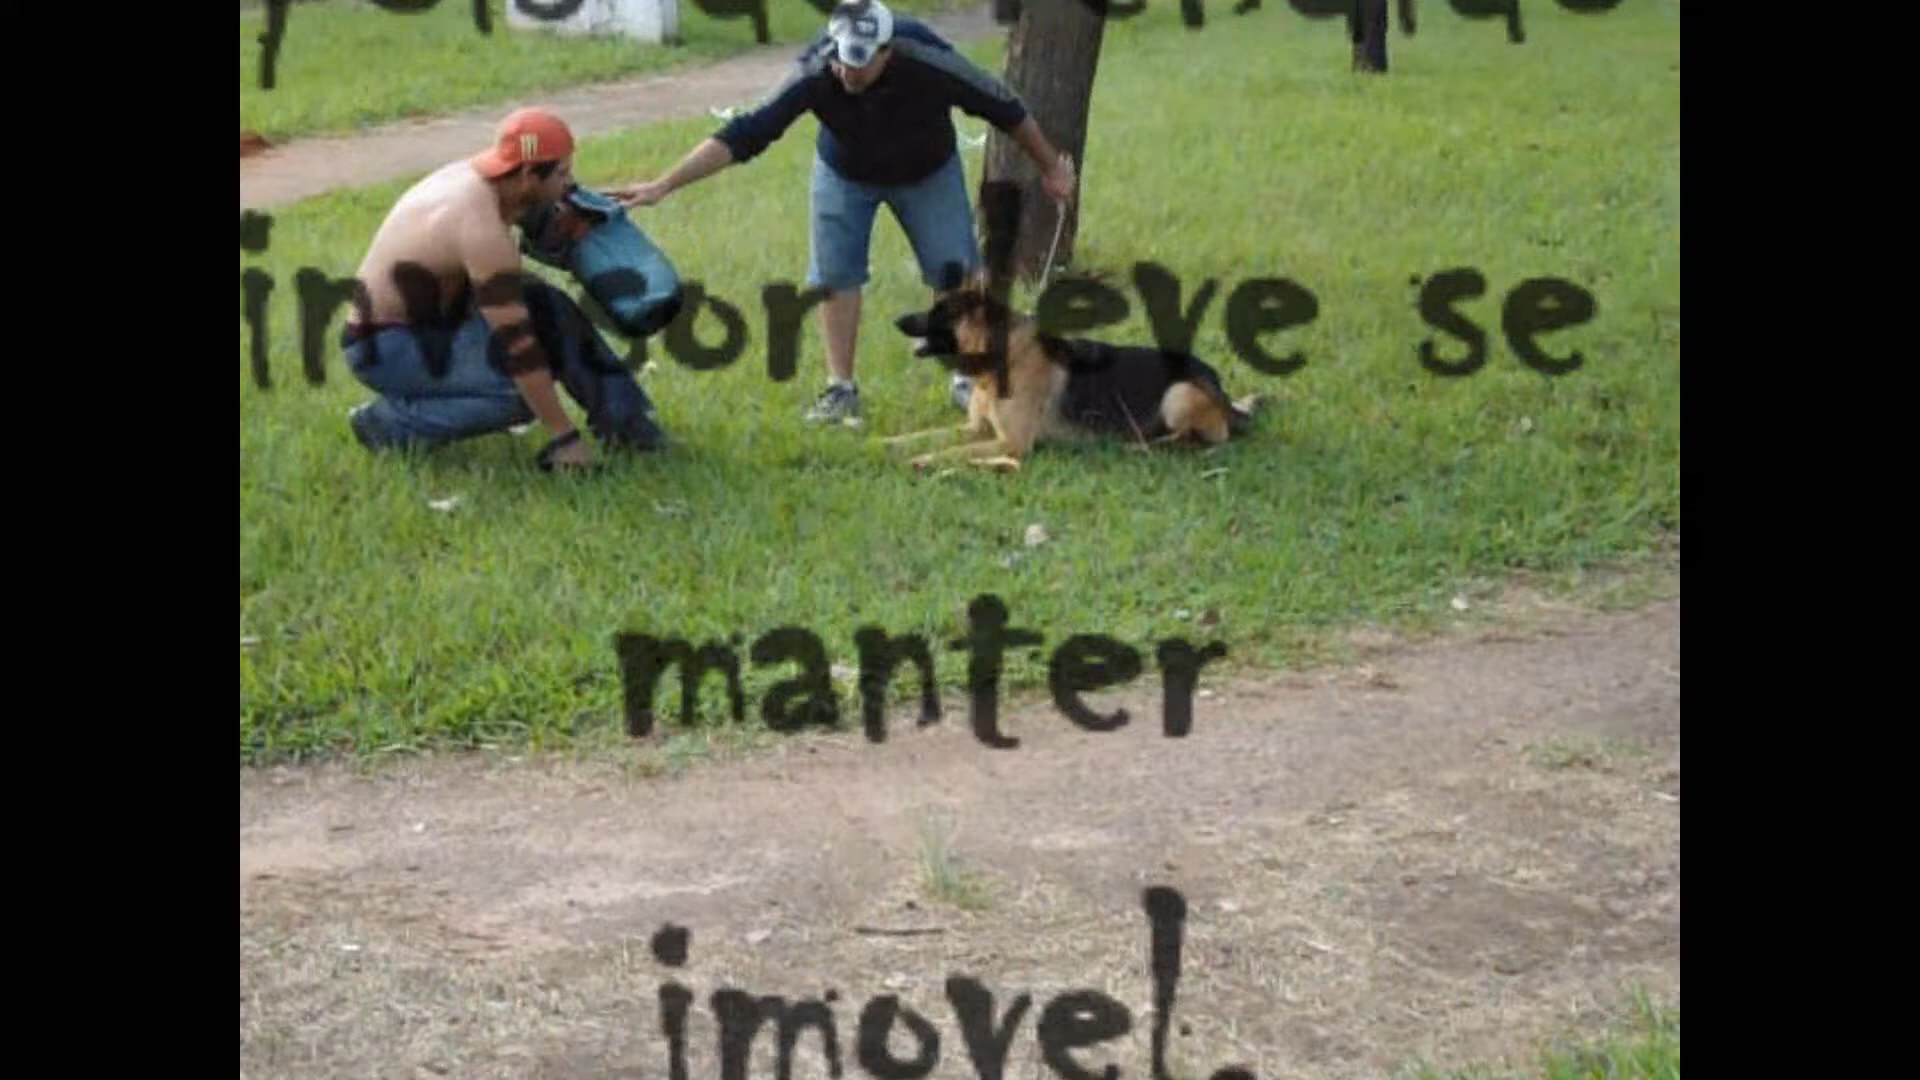 invasor deve se
manter
imovel.